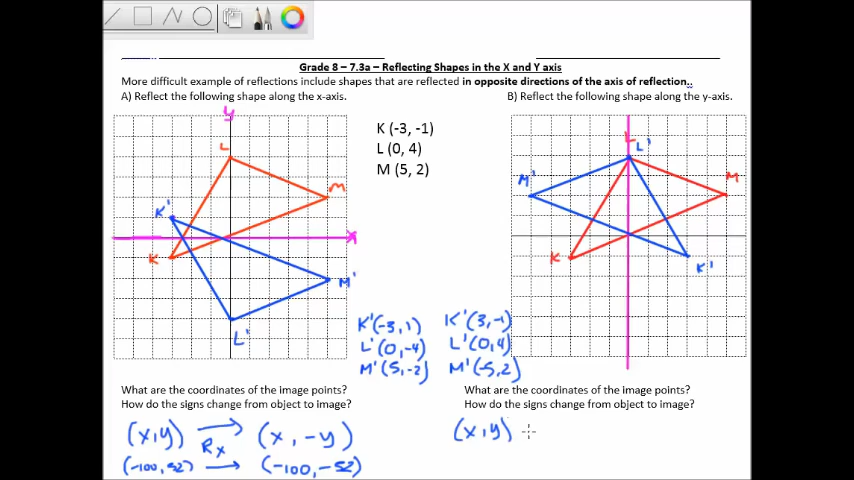 Grade 8 – 7.3a – Reflecting Shapes in the X and Y axis
More difficult example of reflections include shapes that are reflected in opposite directions of the axis of reflection..
A) Reflect the following shape along the x-axis.
B) Reflect the following shape along the y-axis.
y
L
M
K'
x
K
M'
L'
K (-3, -1)
L (0, 4)
M (5, 2)
L
L'
M'
M
K
K'
K'(-3,1)
L'(0,-4)
M'(5,-2)
K'(3,-1)
L'(0,4)
M'(-5,2)
What are the coordinates of the image points?
How do the signs change from object to image?
(x,y) → Rx (x,-y)
(-100,52) → (-100,-52)
What are the coordinates of the image points?
How do the signs change from object to image?
(x,y)